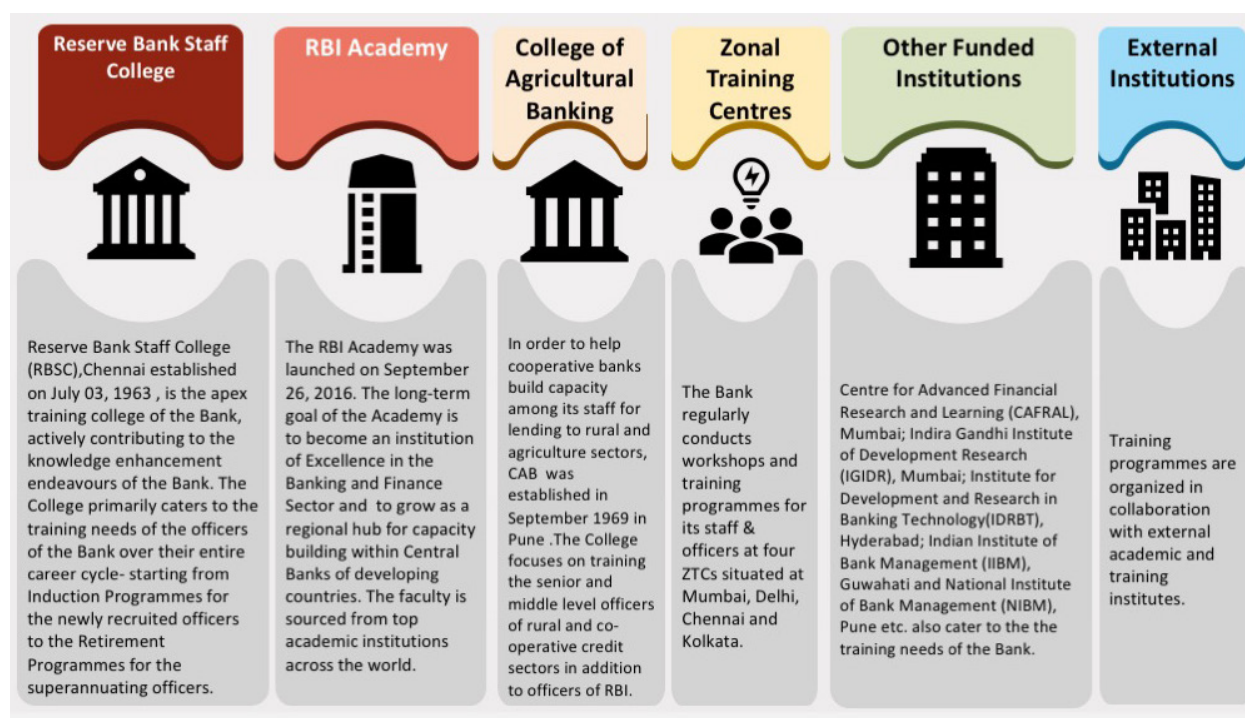 Reserve Bank Staff
College
Reserve Bank Staff College
(RBSC),Chennai established
on July 03, 1963 , is the apex
training college of the Bank,
actively contributing to the
knowledge enhancement
endeavours of the Bank. The
College primarily caters to the
training needs of the officers
of the Bank over their entire
career cycle- starting from
Induction Programmes for
the newly recruited officers
to the Retirement
Programmes for the
superannuating officers.
RBI Academy
The RBI Academy was
launched on September
26, 2016. The long-term
goal of the Academy is
to become an institution
of Excellence in the
Banking and Finance
Sector and to grow as a
regional hub for capacity
building within Central
Banks of developing
countries. The faculty is
sourced from top
academic institutions
across the world.
College of
Agricultural
Banking
In order to help
cooperative banks
build capacity
among its staff for
lending to rural and
agriculture sectors,
CAB was
established in
September 1969 in
Pune .The College
focuses on training
the senior and
middle level officers
of rural and co-
operative credit
sectors in addition
to officers of RBI.
Zonal
Training
Centres
The Bank
regularly
conducts
workshops and
training
programmes for
its staff &
officers at four
ZTCs situated at
Mumbai, Delhi,
Chennai and
Kolkata.
Other Funded
Institutions
Centre for Advanced Financial
Research and Learning (CAFRAL),
Mumbai; Indira Gandhi Institute
of Development Research
(IGIDR), Mumbai; Institute for
Development and Research in
Banking Technology(IDRBT),
Hyderabad; Indian Institute of
Bank Management (IIBM),
Guwahati and National Institute
of Bank Management (NIBM),
Pune etc. also cater to the the
training needs of the Bank.
External
Institutions
Training
programmes are
organized in
collaboration
with external
academic and
training
institutes.